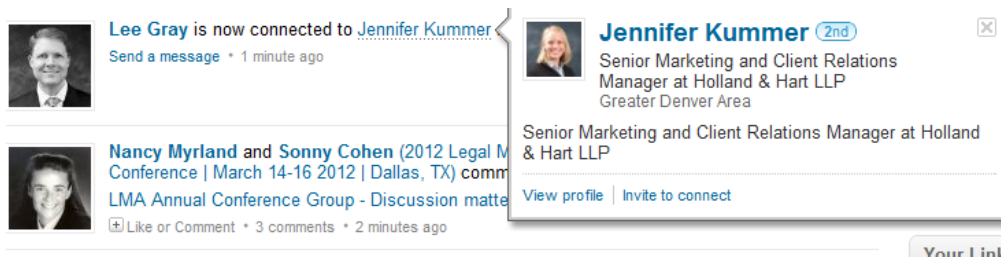 Lee Gray is now connected to Jennifer Kummer
Send a message • 1 minute ago
Jennifer Kummer 2nd
Senior Marketing and Client Relations
Manager at Holland & Hart LLP
Greater Denver Area
Senior Marketing and Client Relations Manager at Holland
& Hart LLP
View profile | Invite to connect
Nancy Myrland and Sonny Cohen (2012 Legal M
Conference | March 14-16 2012 | Dallas, TX) comm
LMA Annual Conference Group - Discussion matte
Like or Comment • 3 comments • 2 minutes ago
Your Link